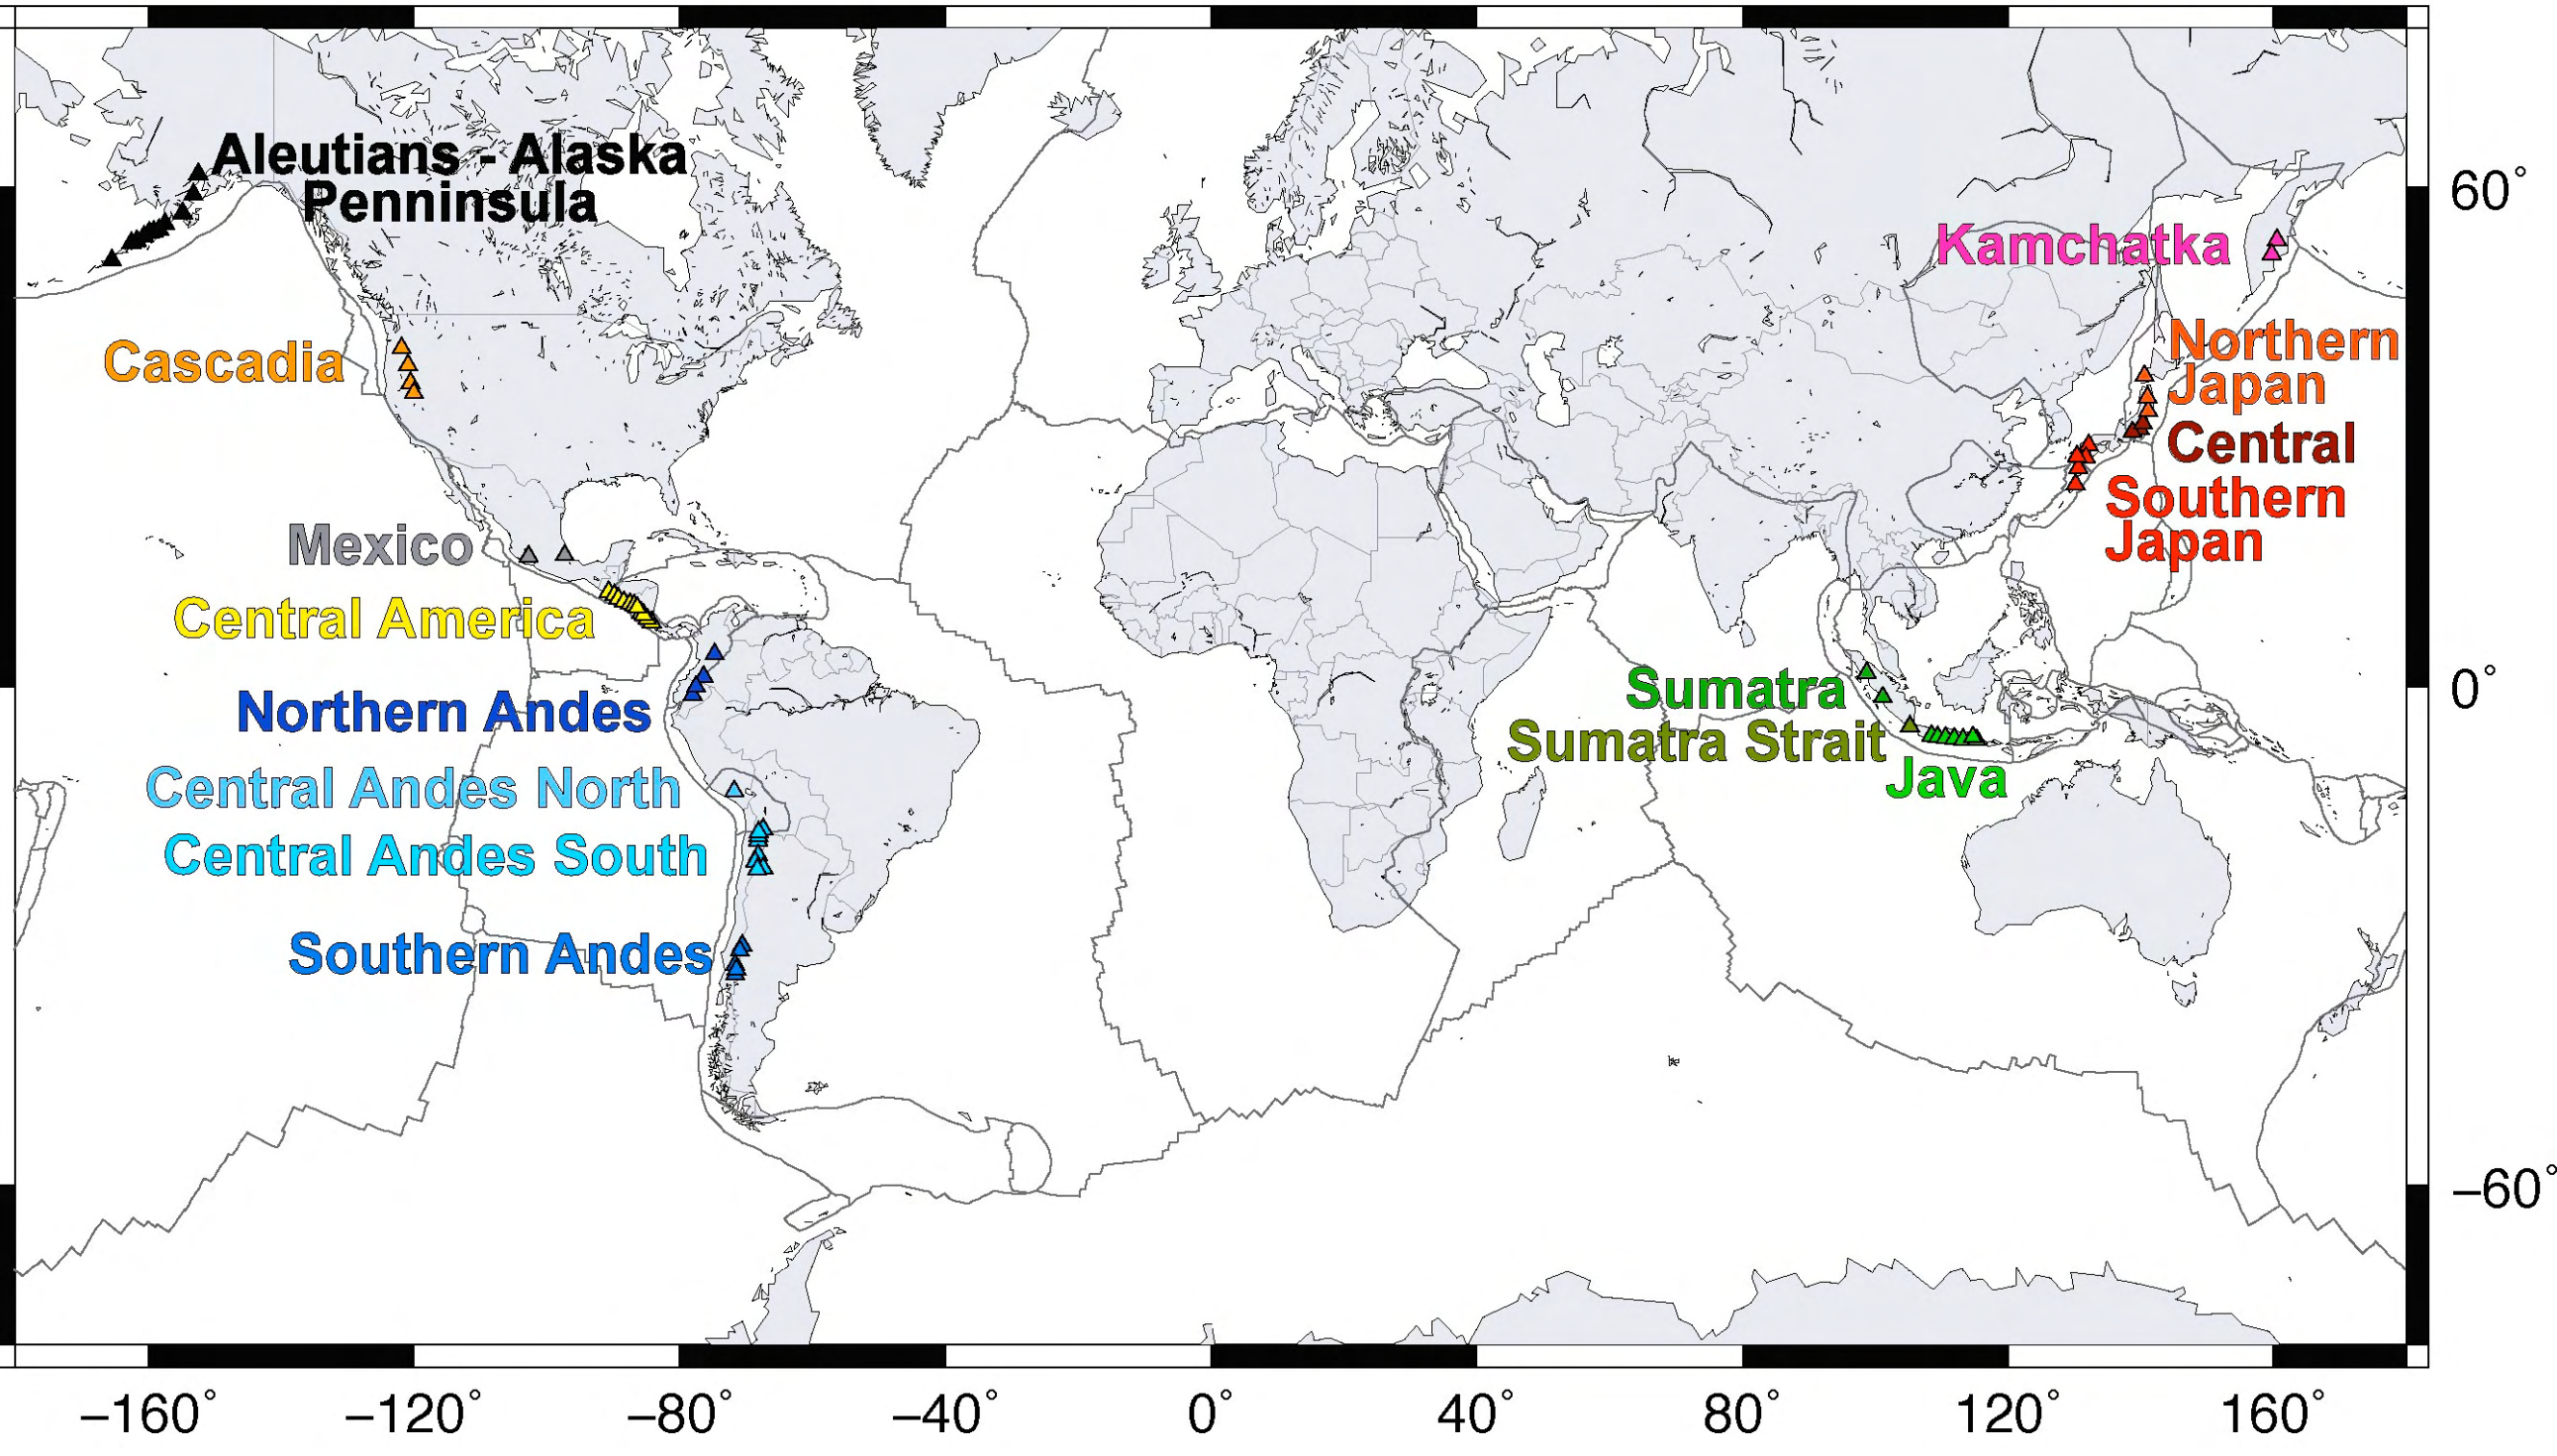 Aleutians - Alaska
Penninsula
60°
Kamchatka
Northern
Japan
Cascadia
Central
Southern
Japan
Mexico
Central America
Sumatra
0°
Northern Andes
Sumatra Strait
Java
Central Andes North
Central Andes South
Southern Andes
−60°
−160° −120° −80° −40° 0° 40° 80° 120° 160°